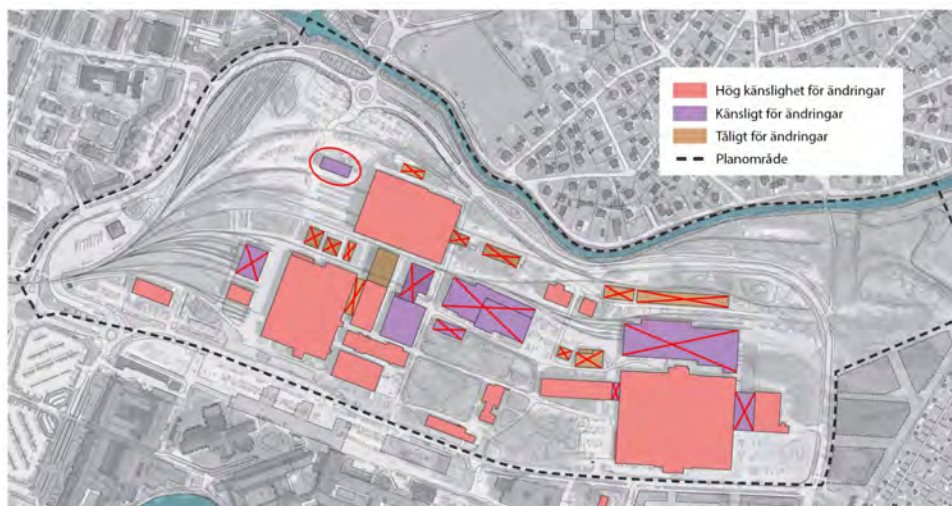 Hög känslighet för ändringar
Känsligt för ändringar
Tåligt för ändringar
Planområde